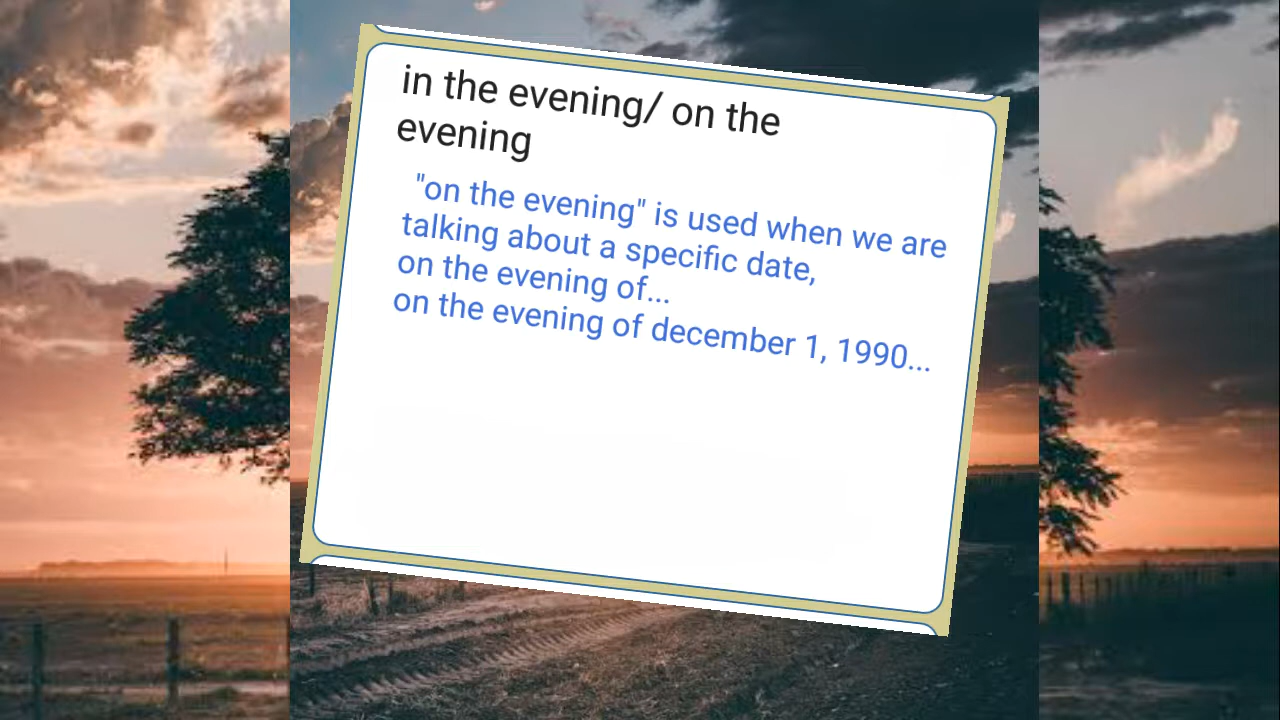 in the evening/ on the
evening
"on the evening" is used when we are
talking about a specific date,
on the evening of...
on the evening of december 1, 1990...